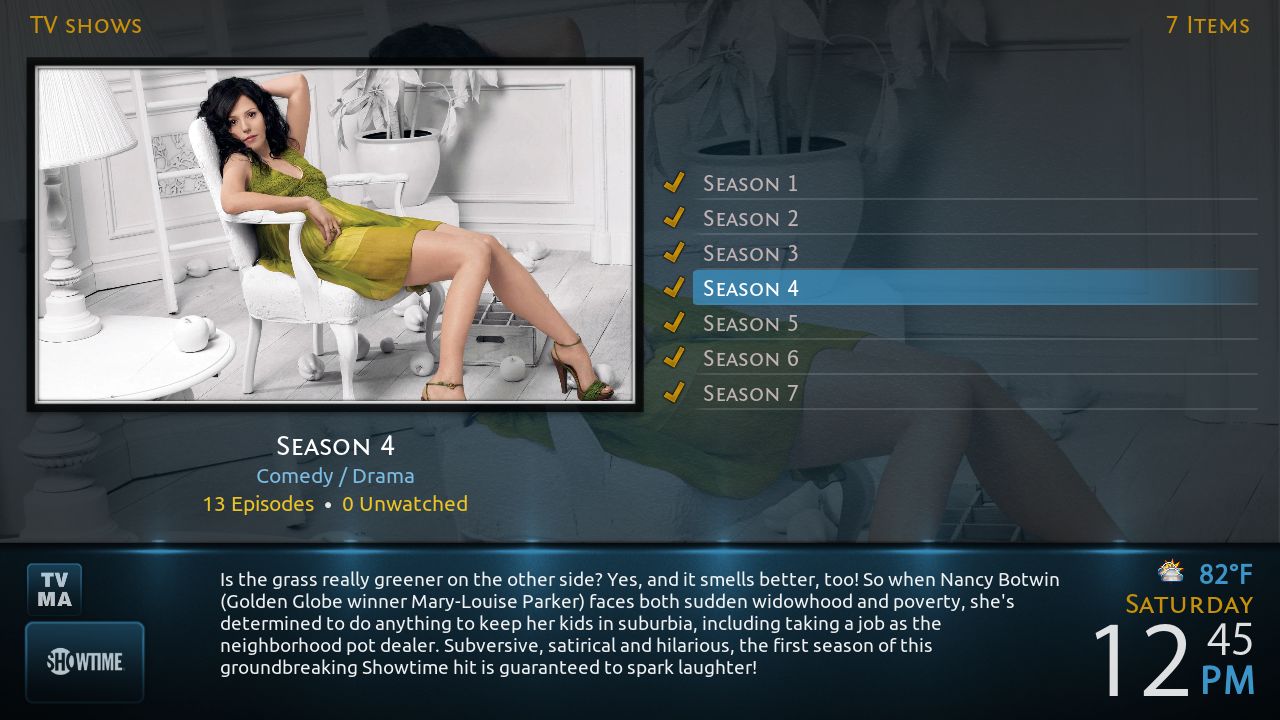 TV shows
7 Items
Season 1
Season 2
Season 3
Season 4
Season 5
Season 6
Season 7
Season 4
Comedy / Drama
13 Episodes • 0 Unwatched
TV
MA
SHOWTIME
Is the grass really greener on the other side? Yes, and it smells better, too! So when Nancy Botwin
(Golden Globe winner Mary-Louise Parker) faces both sudden widowhood and poverty, she's
determined to do anything to keep her kids in suburbia, including taking a job as the
neighborhood pot dealer. Subversive, satirical and hilarious, the first season of this
groundbreaking Showtime hit is guaranteed to spark laughter!
82°F
Saturday
12 45
PM